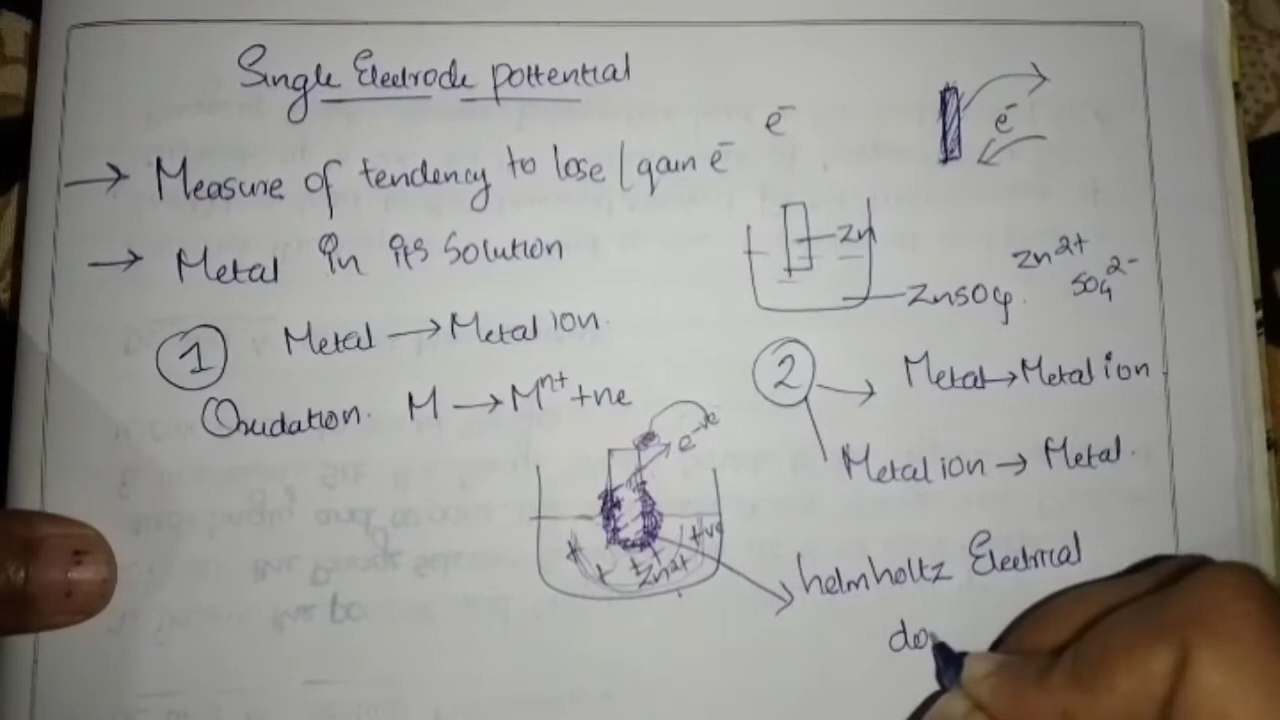 Single Electrode pottential
e⁻
e⁻
→ Measure of tendency to lose / gain e⁻
→ Metal in its solution
Zn
ZnSO4
Zn²⁺
SO₄²⁻
① Metal → Metal ion.
Oxidation. M → Mⁿ⁺ + ne
② → Metal → Metal ion
Metal ion → Metal.
e⁻
+ + + Zn²⁺ +ve
helmholtz Electrical
do